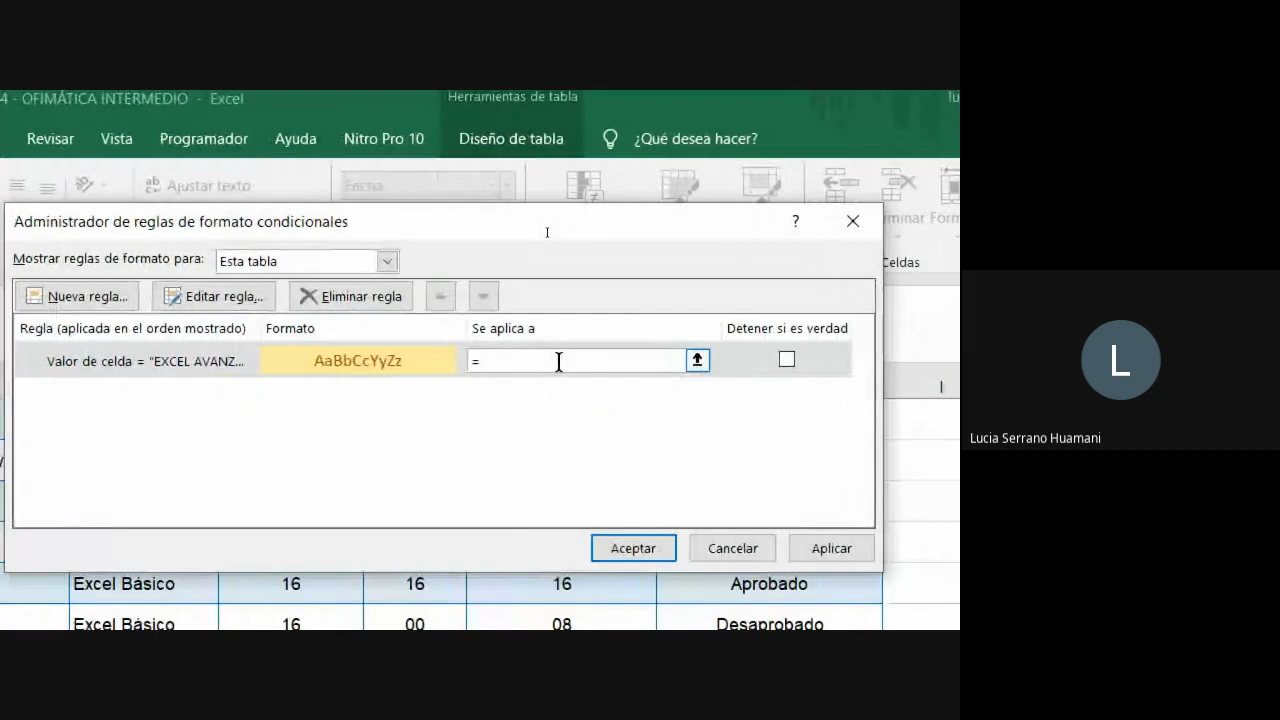 4 - OFIMÁTICA INTERMEDIO - Excel
Herramientas de tabla
Revisar Vista Programador Ayuda Nitro Pro 10 Diseño de tabla ¿Qué desea hacer?
Ajustar texto
Fecha
Celdas
Administrador de reglas de formato condicionales
?
Mostrar reglas de formato para: Esta tabla
Nueva regla... Editar regla... Eliminar regla
Regla (aplicada en el orden mostrado) Formato Se aplica a Detener si es verdad
Valor de celda = "EXCEL AVANZ... AaBbCcYyZz =
I
Aceptar Cancelar Aplicar
Excel Básico 16 16 16 Aprobado
Excel Básico 16 00 08 Desaprobado
L
Lucia Serrano Huamani